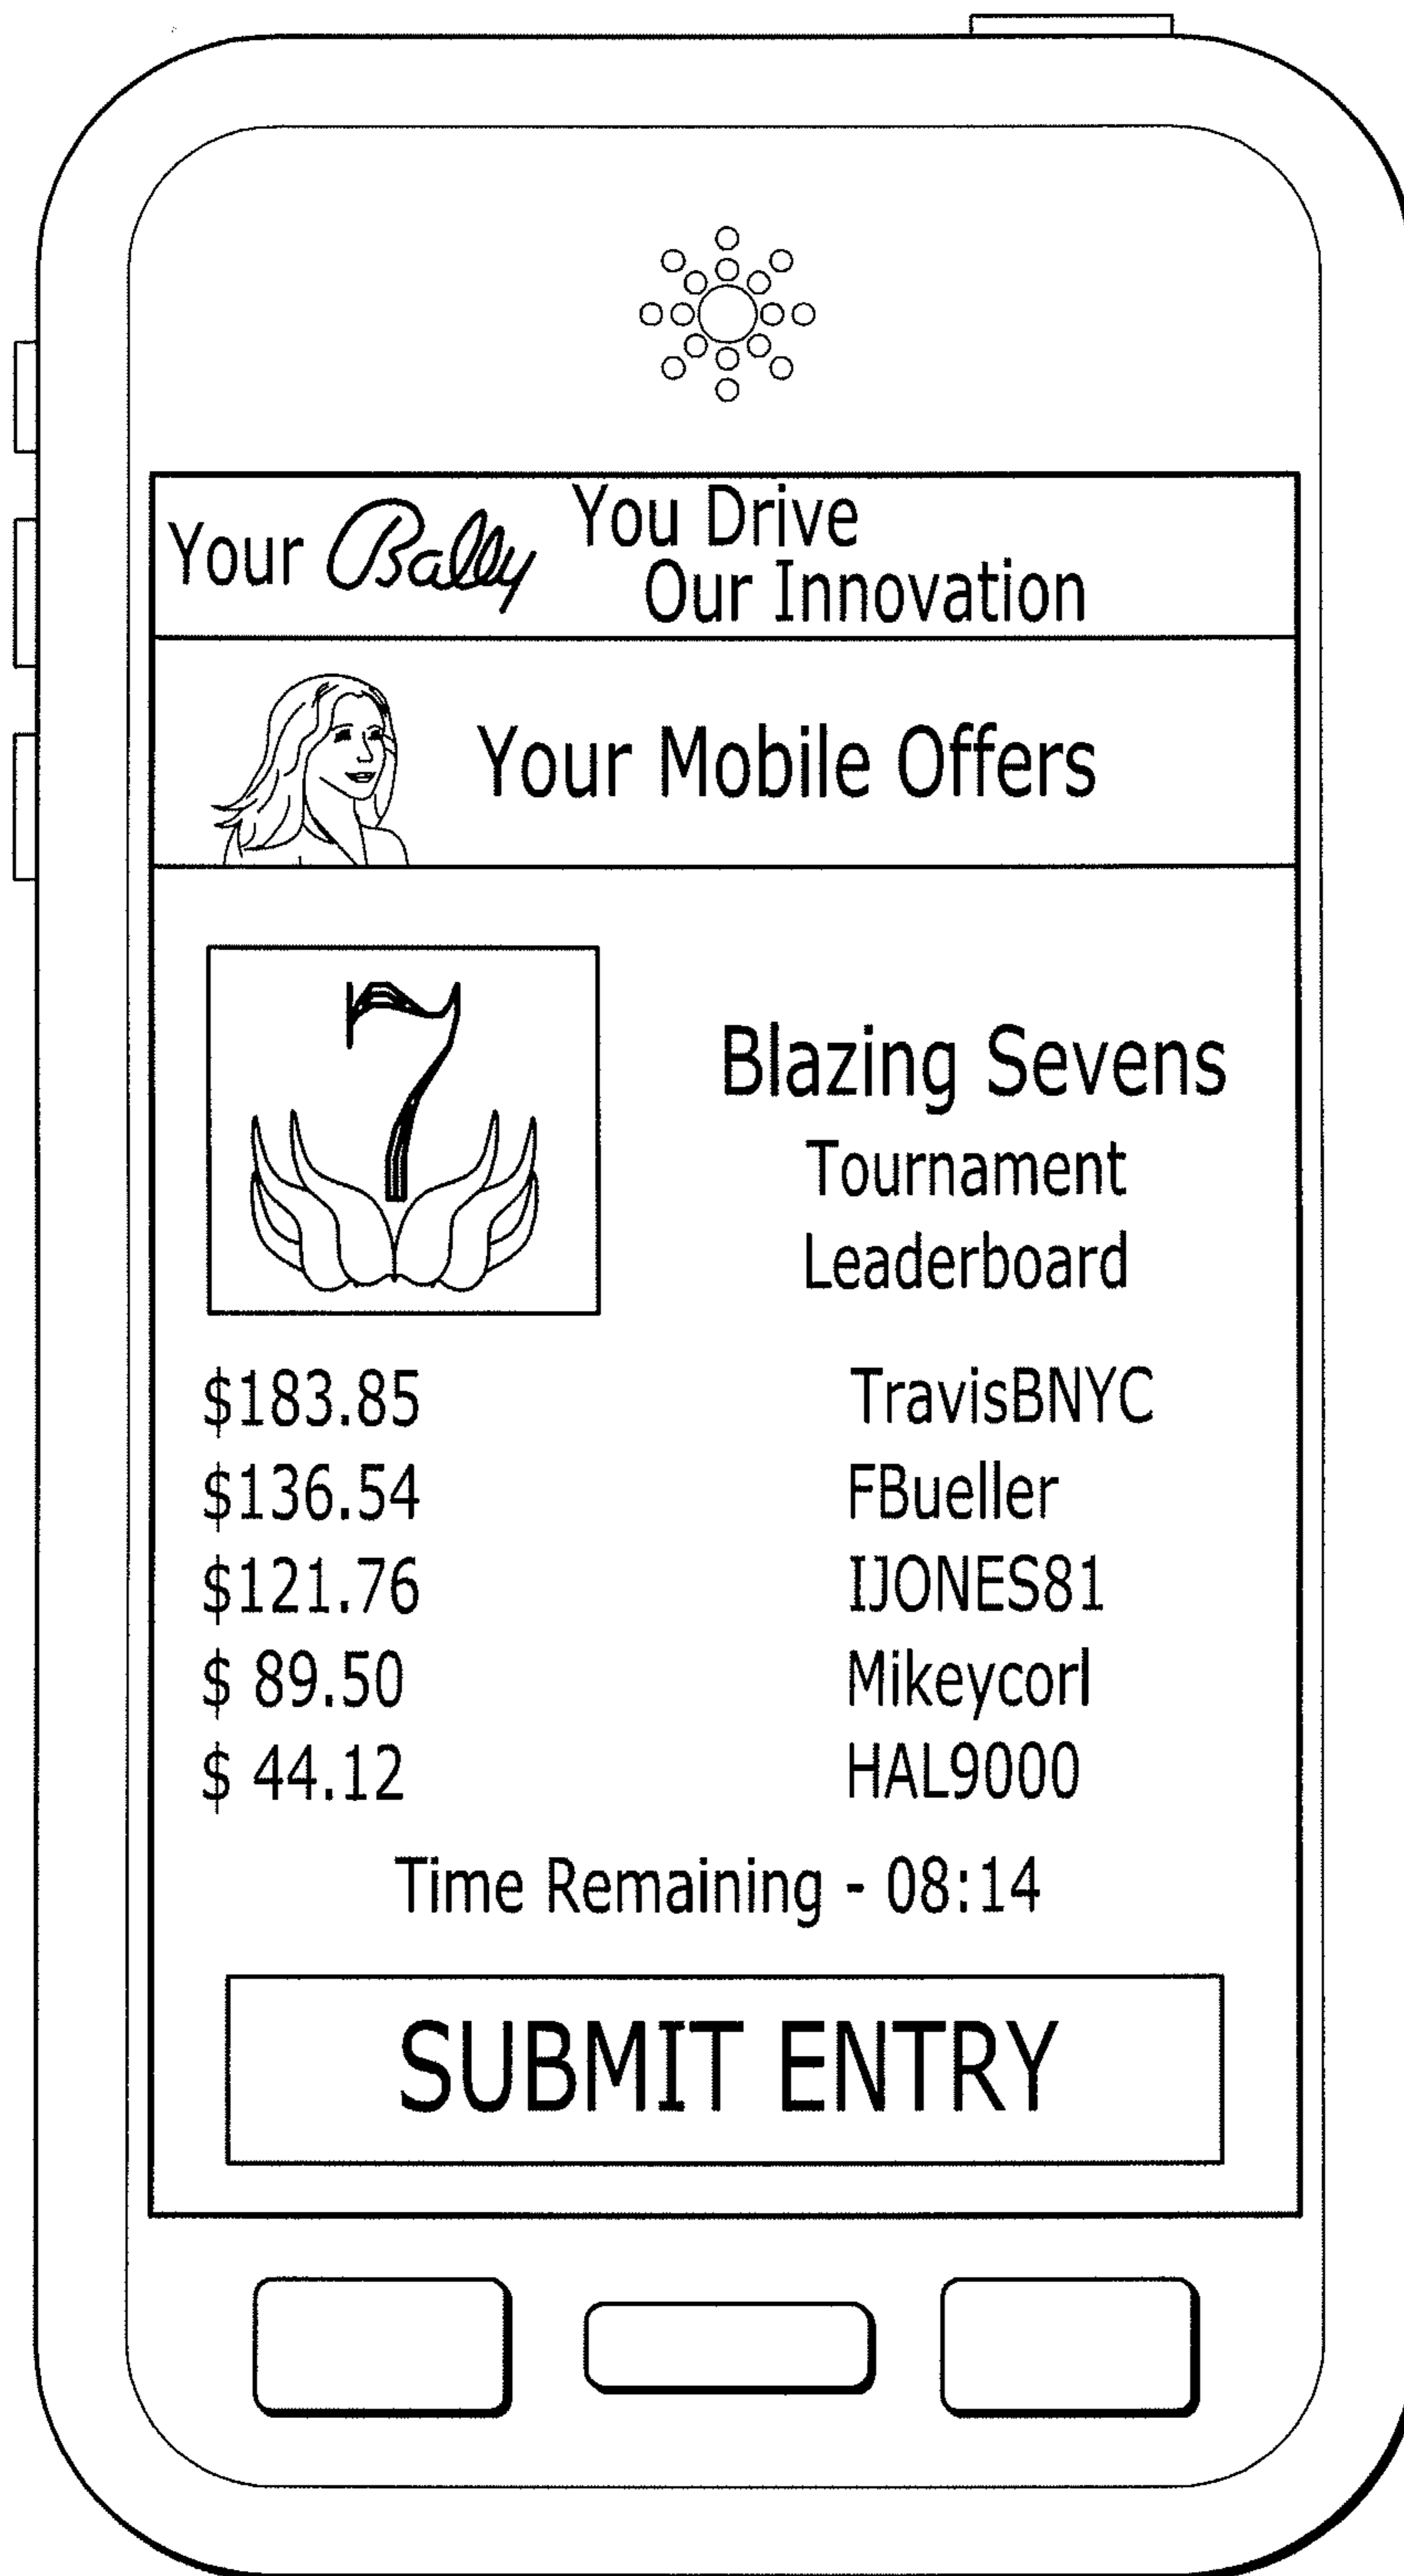 Your Bally You Drive
Our Innovation
Your Mobile Offers
7
Blazing Sevens
Tournament
Leaderboard
$183.85 TravisBNYC
$136.54 FBueller
$121.76 IJONES81
$ 89.50 Mikeycorl
$ 44.12 HAL9000
Time Remaining - 08:14
SUBMIT ENTRY